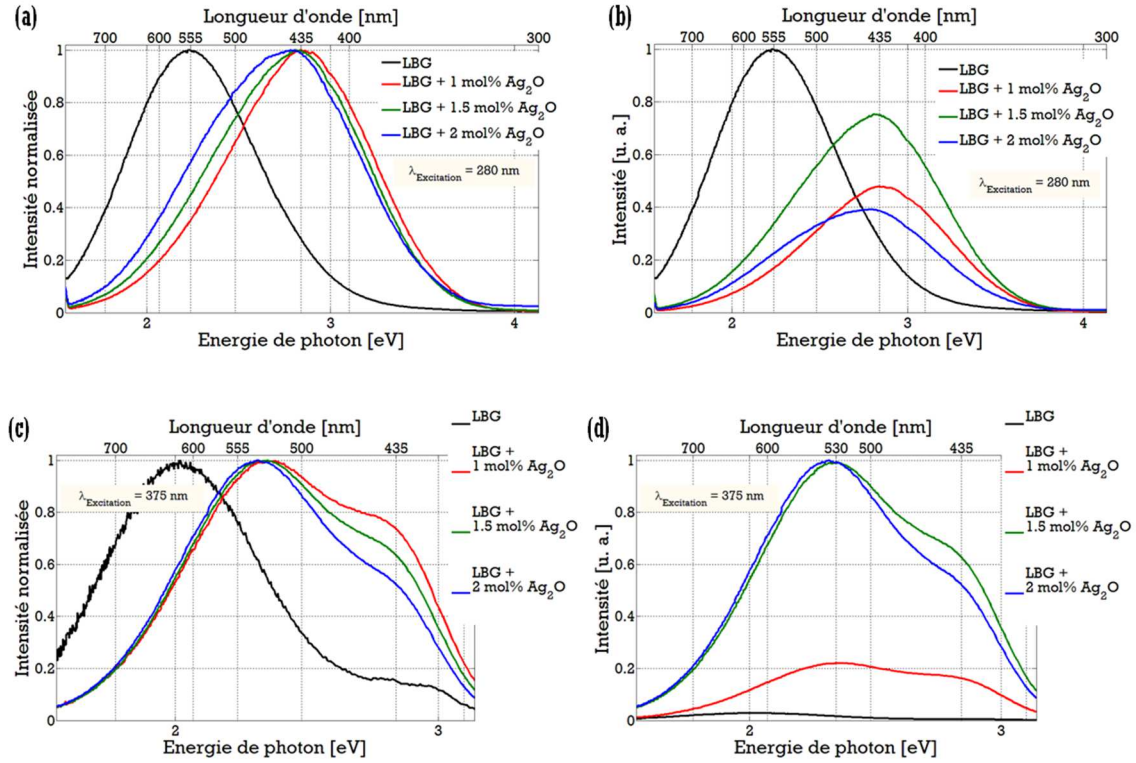 (a)
Longueur d'onde [nm]
700 600 555 500 435 400 300
Intensité normalisée
1
0.8
0.6
0.4
0.2
0
LBG
LBG + 1 mol% Ag2O
LBG + 1.5 mol% Ag2O
LBG + 2 mol% Ag2O
λExcitation = 280 nm
2 3 4
Energie de photon [eV]
(b)
Longueur d'onde [nm]
700 600 555 500 435 400 300
Intensité [u. a.]
1
0.8
0.6
0.4
0.2
0
LBG
LBG + 1 mol% Ag2O
LBG + 1.5 mol% Ag2O
LBG + 2 mol% Ag2O
λExcitation = 280 nm
2 3 4
Energie de photon [eV]
(c)
Longueur d'onde [nm]
700 600 555 500 435
Intensité normalisée
1
0.8
0.6
0.4
0.2
0
λExcitation = 375 nm
LBG
LBG +
1 mol% Ag2O
LBG +
1.5 mol% Ag2O
LBG +
2 mol% Ag2O
2 3
Energie de photon [eV]
(d)
Longueur d'onde [nm]
700 600 530 500 435
Intensité [u. a.]
1
0.8
0.6
0.4
0.2
0
λExcitation = 375 nm
LBG
LBG +
1 mol% Ag2O
LBG +
1.5 mol% Ag2O
LBG +
2 mol% Ag2O
2 3
Energie de photon [eV]